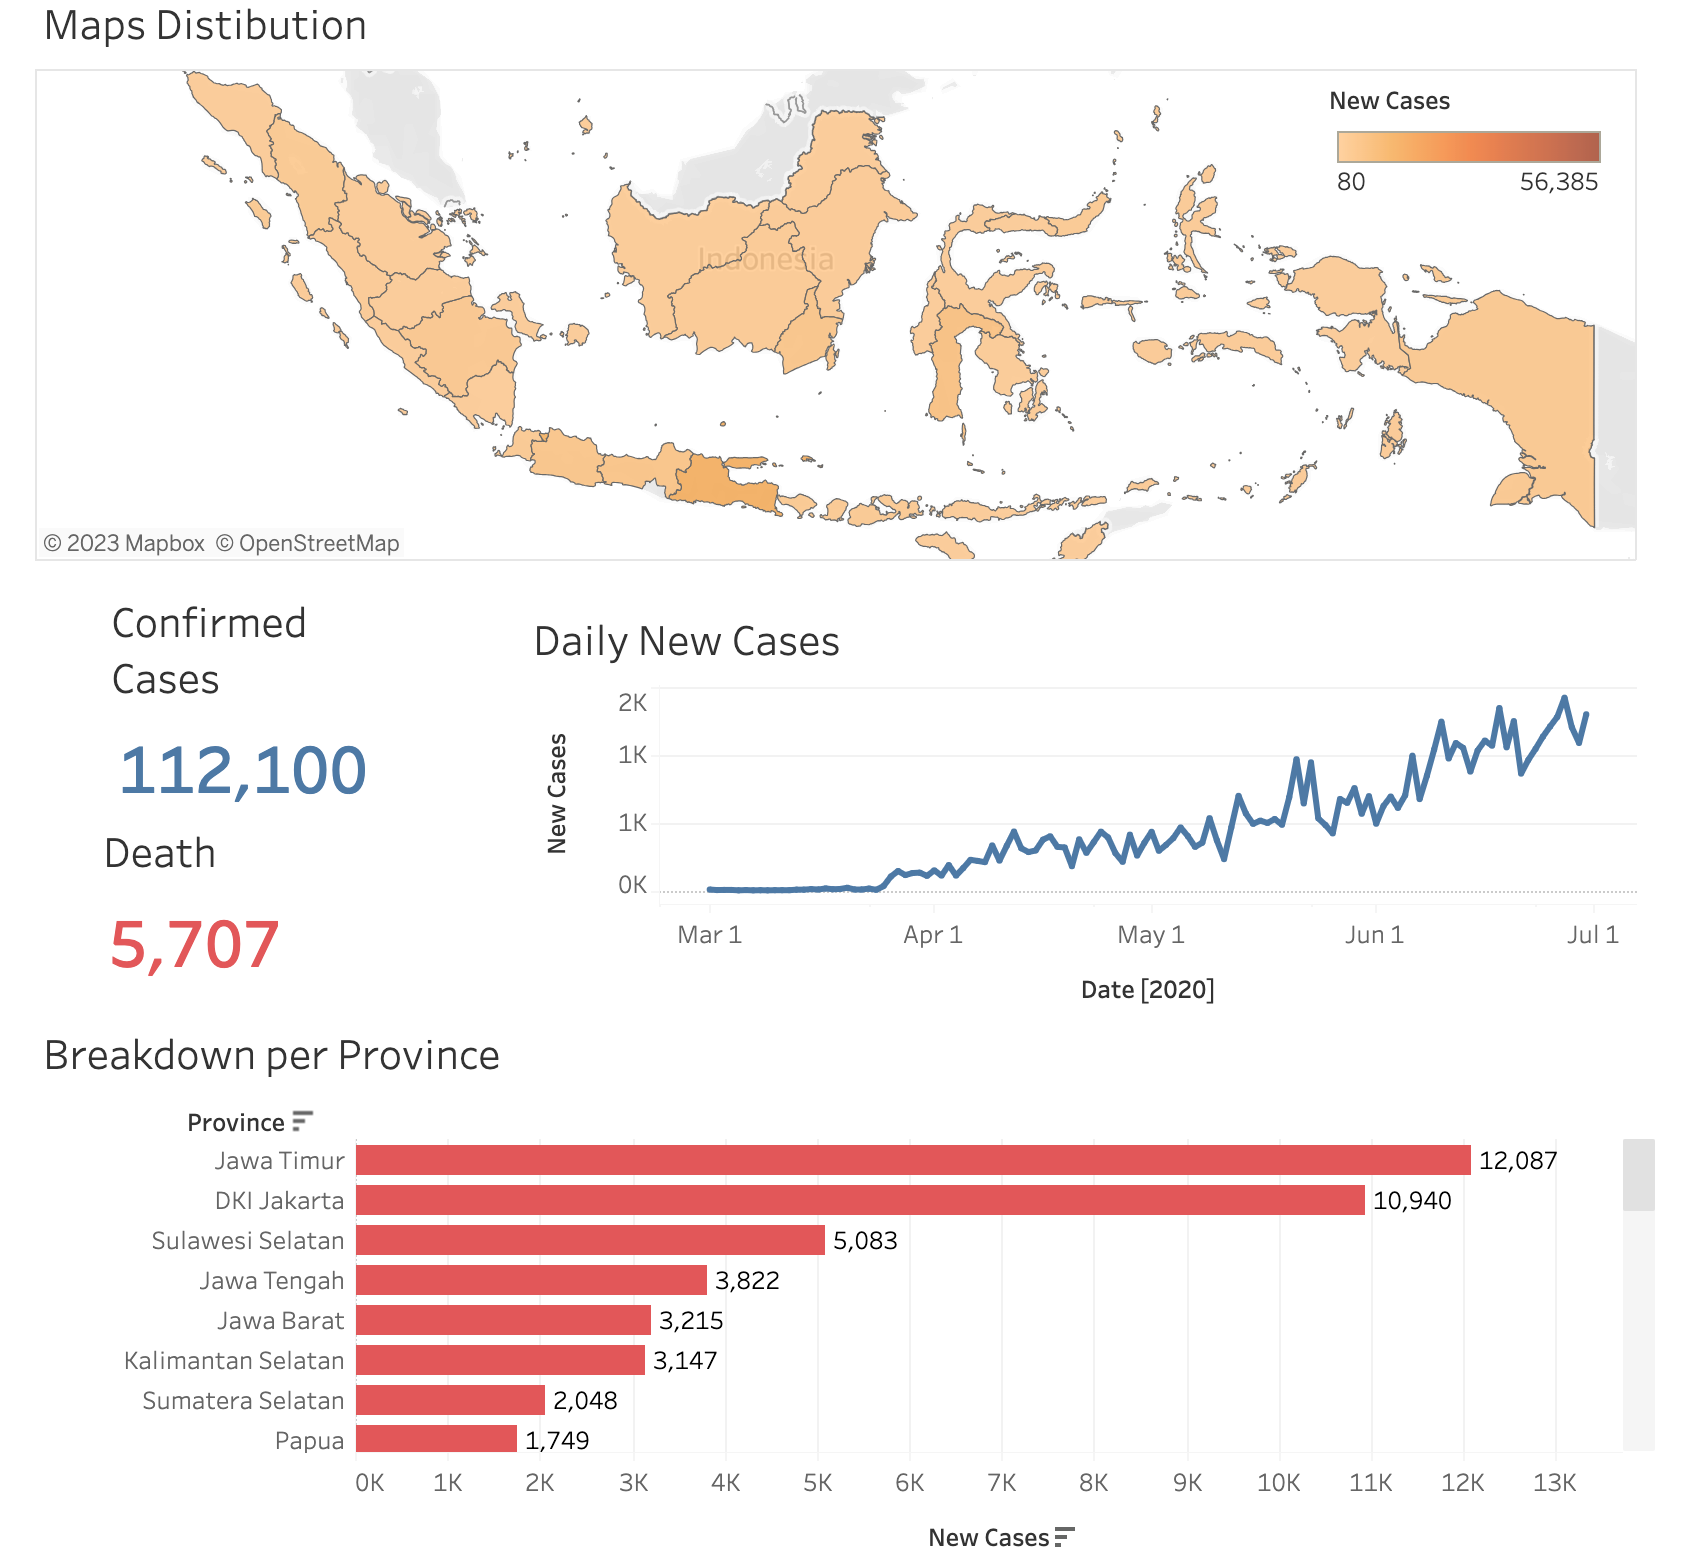 Maps Distibution
New Cases
80 56,385
Indonesia
© 2023 Mapbox © OpenStreetMap
Confirmed
Cases
112,100
Death
5,707
Daily New Cases
New Cases
2K
1K
1K
0K
Mar 1 Apr 1 May 1 Jun 1 Jul 1
Date [2020]
Breakdown per Province
Province
Jawa Timur 12,087
DKI Jakarta 10,940
Sulawesi Selatan 5,083
Jawa Tengah 3,822
Jawa Barat 3,215
Kalimantan Selatan 3,147
Sumatera Selatan 2,048
Papua 1,749
0K 1K 2K 3K 4K 5K 6K 7K 8K 9K 10K 11K 12K 13K
New Cases